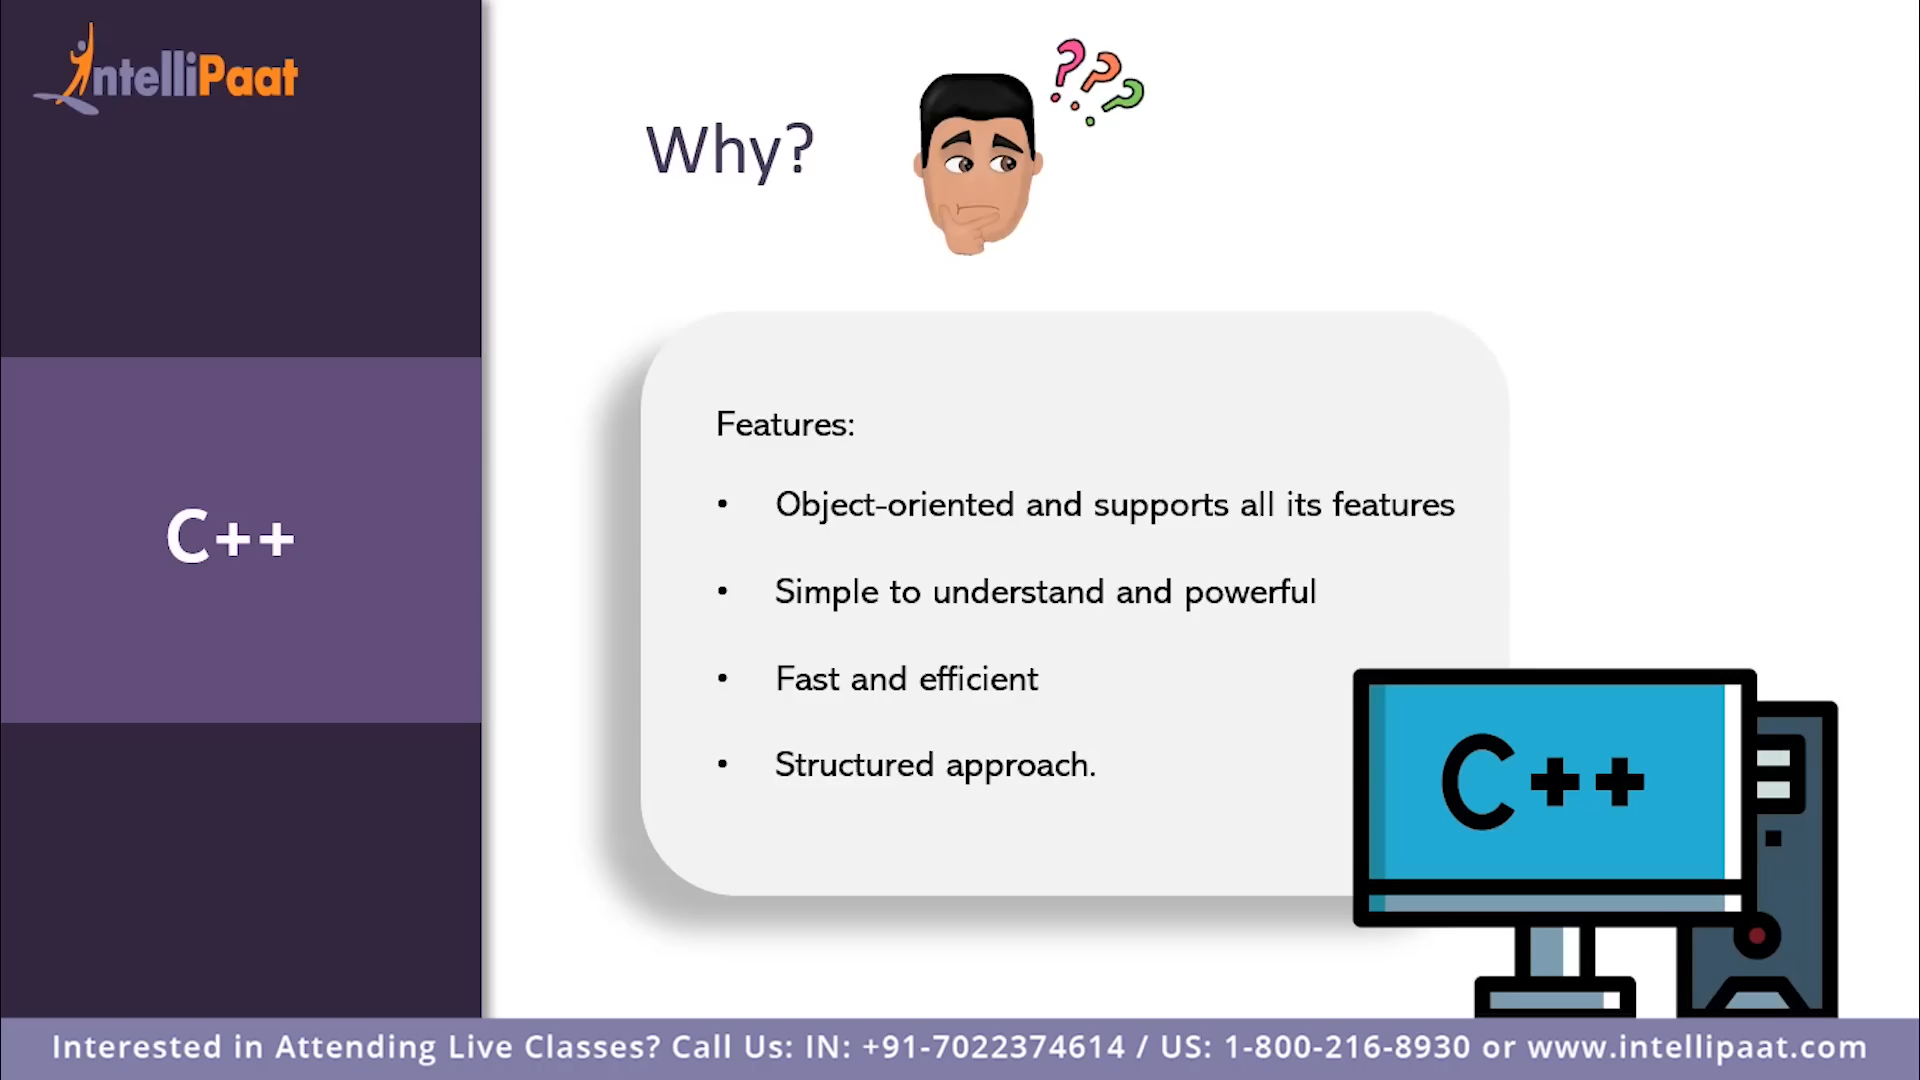 IntelliPaat
Why?
???
C++
Features:
• Object-oriented and supports all its features
• Simple to understand and powerful
• Fast and efficient
• Structured approach.
C++
Interested in Attending Live Classes? Call Us: IN: +91-7022374614 / US: 1-800-216-8930 or www.intellipaat.com